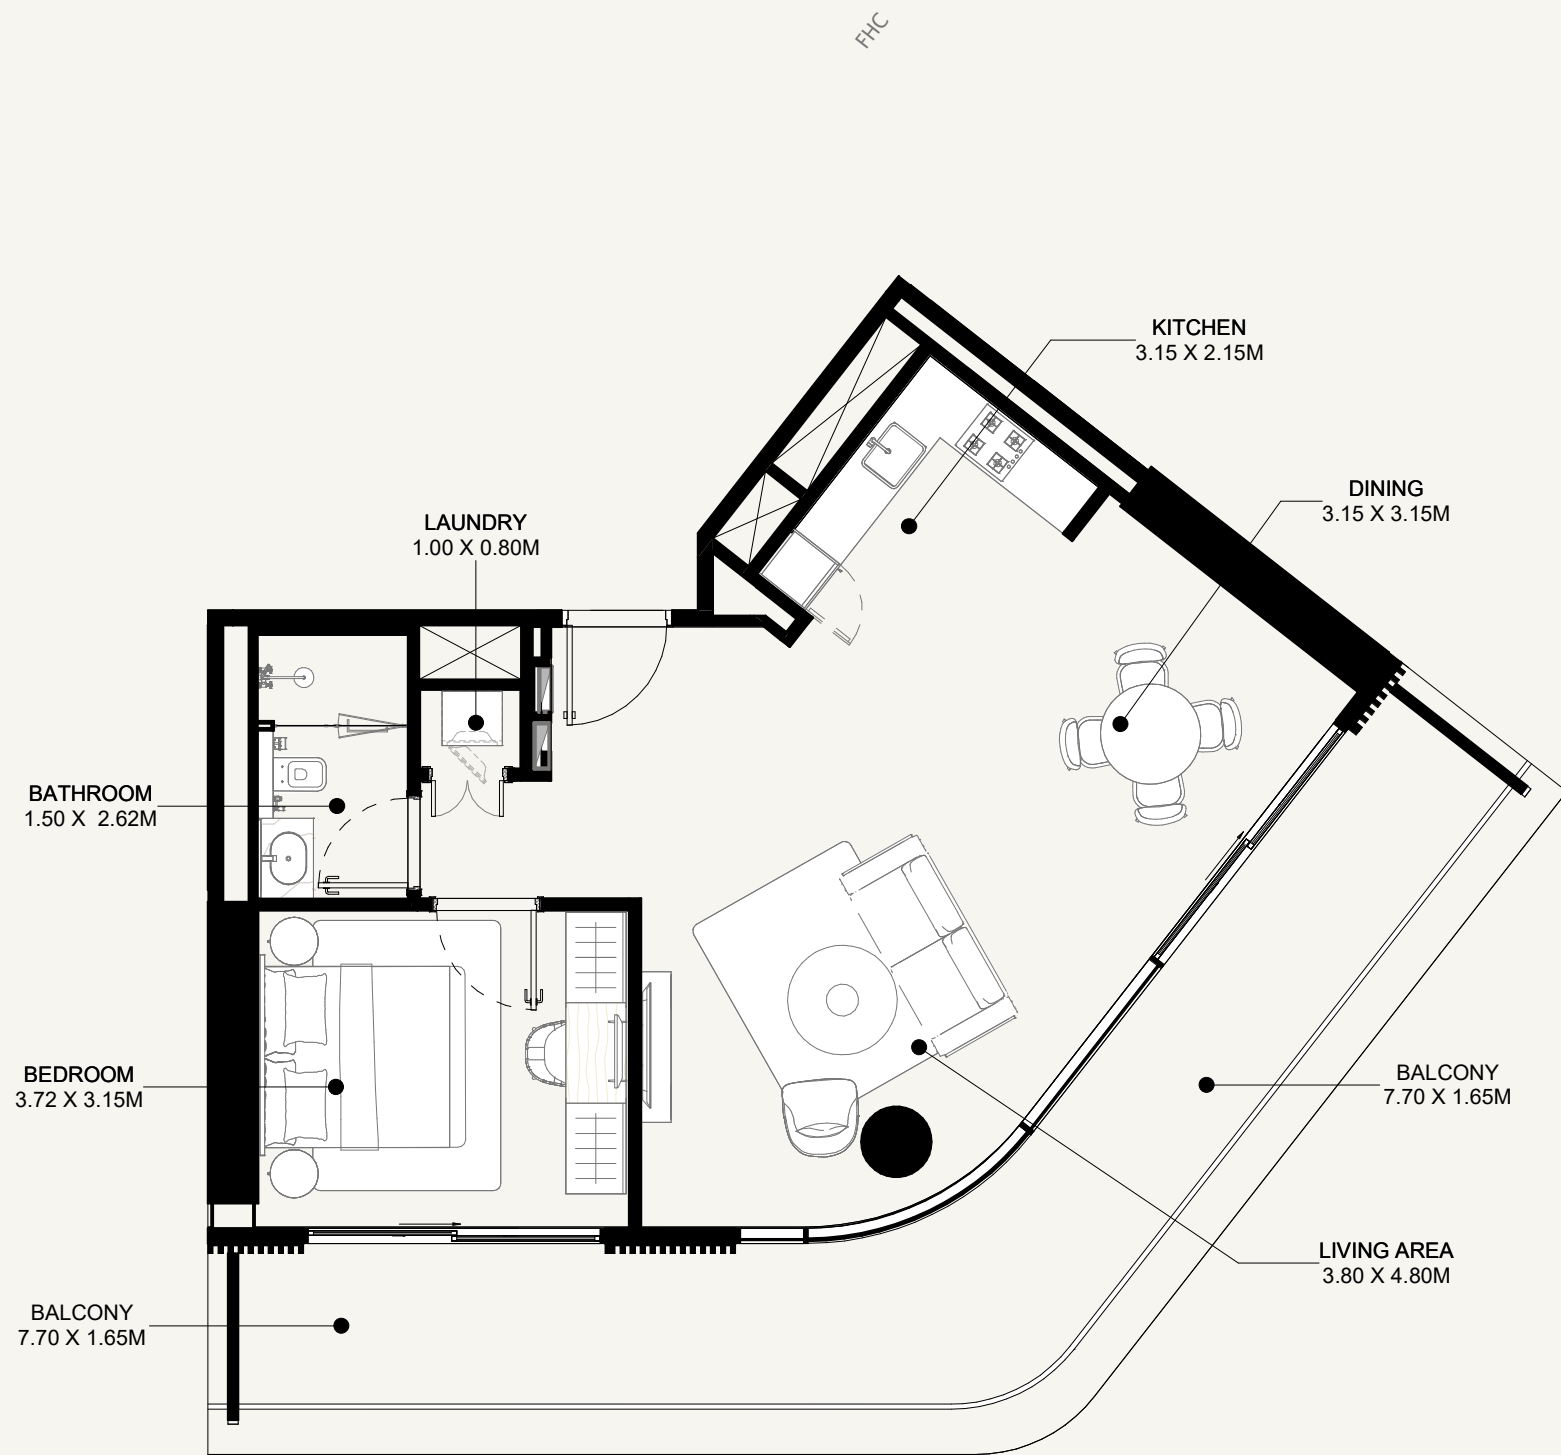 FHC
KITCHEN
3.15 X 2.15M
DINING
3.15 X 3.15M
LAUNDRY
1.00 X 0.80M
BATHROOM
1.50 X 2.62M
BEDROOM
3.72 X 3.15M
BALCONY
7.70 X 1.65M
LIVING AREA
3.80 X 4.80M
BALCONY
7.70 X 1.65M